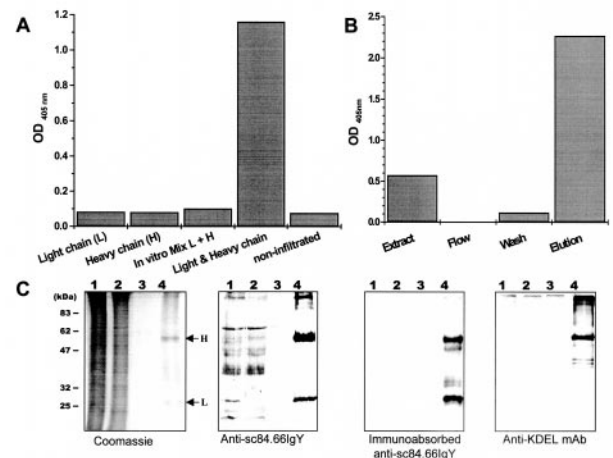 A
B
1.2
1.0
0.8
0.6
0.4
0.2
0.0
OD 405nm
Light chain (L)
Heavy chain (H)
In vitro Mix L + H
Light & Heavy chain
non-infiltrated
2.5
2.0
1.5
1.0
0.5
0.0
OD 405nm
Extract
Flow
Wash
Elution
C
(kDa)
1 2 3 4
1 2 3 4
1 2 3 4
1 2 3 4
83 –
62 –
47 –
32 –
25 –
H
L
Coomassie
Anti-sc84.66IgY
Immunoabsorbed
anti-sc84.66IgY
Anti-KDEL mAb